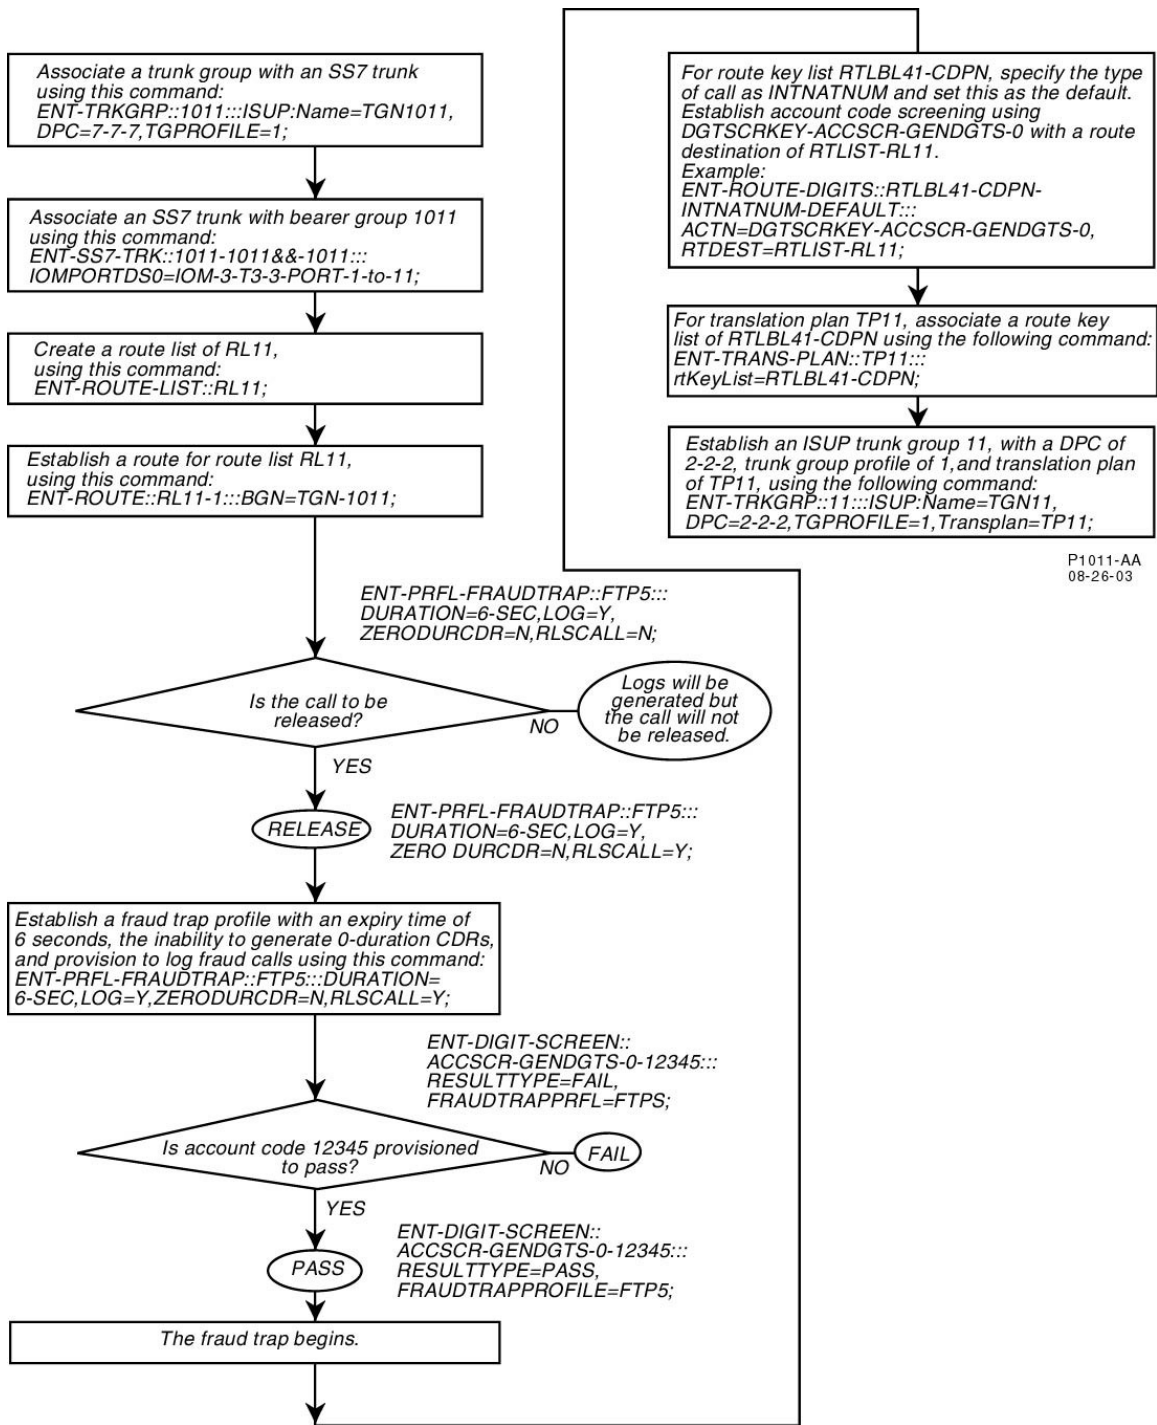 Associate a trunk group with an SS7 trunk
using this command:
ENT-TRKGRP::1011:::ISUP:Name=TGN1011,
DPC=7-7-7,TGPROFILE=1;
Associate an SS7 trunk with bearer group 1011
using this command:
ENT-SS7-TRK::1011-1011&&-1011:::
IOMPORTDS0=IOM-3-T3-3-PORT-1-to-11;
Create a route list of RL11,
using this command:
ENT-ROUTE-LIST::RL11;
Establish a route for route list RL11,
using this command:
ENT-ROUTE::RL11-1:::BGN=TGN-1011;
ENT-PRFL-FRAUDTRAP::FTP5:::
DURATION=6-SEC,LOG=Y,
ZERODURCDR=N,RLSCALL=N;
Is the call to be
released?
NO
Logs will be
generated but
the call will not
be released.
YES
RELEASE
ENT-PRFL-FRAUDTRAP::FTP5:::
DURATION=6-SEC,LOG=Y,
ZERO DURCDR=N,RLSCALL=Y;
Establish a fraud trap profile with an expiry time of
6 seconds, the inability to generate 0-duration CDRs,
and provision to log fraud calls using this command:
ENT-PRFL-FRAUDTRAP::FTP5:::DURATION=
6-SEC,LOG=Y,ZERODURCDR=N,RLSCALL=Y;
ENT-DIGIT-SCREEN::
ACCSCR-GENDGTS-0-12345:::
RESULTTYPE=FAIL,
FRAUDTRAPPRFL=FTPS;
Is account code 12345 provisioned
to pass?
NO
FAIL
YES
PASS
ENT-DIGIT-SCREEN::
ACCSCR-GENDGTS-0-12345:::
RESULTTYPE=PASS,
FRAUDTRAPPROFILE=FTP5;
The fraud trap begins.
For route key list RTLBL41-CDPN, specify the type
of call as INTNATNUM and set this as the default.
Establish account code screening using
DGTSCRKEY-ACCSCR-GENDGTS-0 with a route
destination of RTLIST-RL11.
Example:
ENT-ROUTE-DIGITS::RTLBL41-CDPN-
INTNATNUM-DEFAULT:::
ACTN=DGTSCRKEY-ACCSCR-GENDGTS-0,
RTDEST=RTLIST-RL11;
For translation plan TP11, associate a route key
list of RTLBL41-CDPN using the following command:
ENT-TRANS-PLAN::TP11:::
rtKeyList=RTLBL41-CDPN;
Establish an ISUP trunk group 11, with a DPC of
2-2-2, trunk group profile of 1,and translation plan
of TP11, using the following command:
ENT-TRKGRP::11:::ISUP:Name=TGN11,
DPC=2-2-2,TGPROFILE=1,Transplan=TP11;
P1011-AA
08-26-03